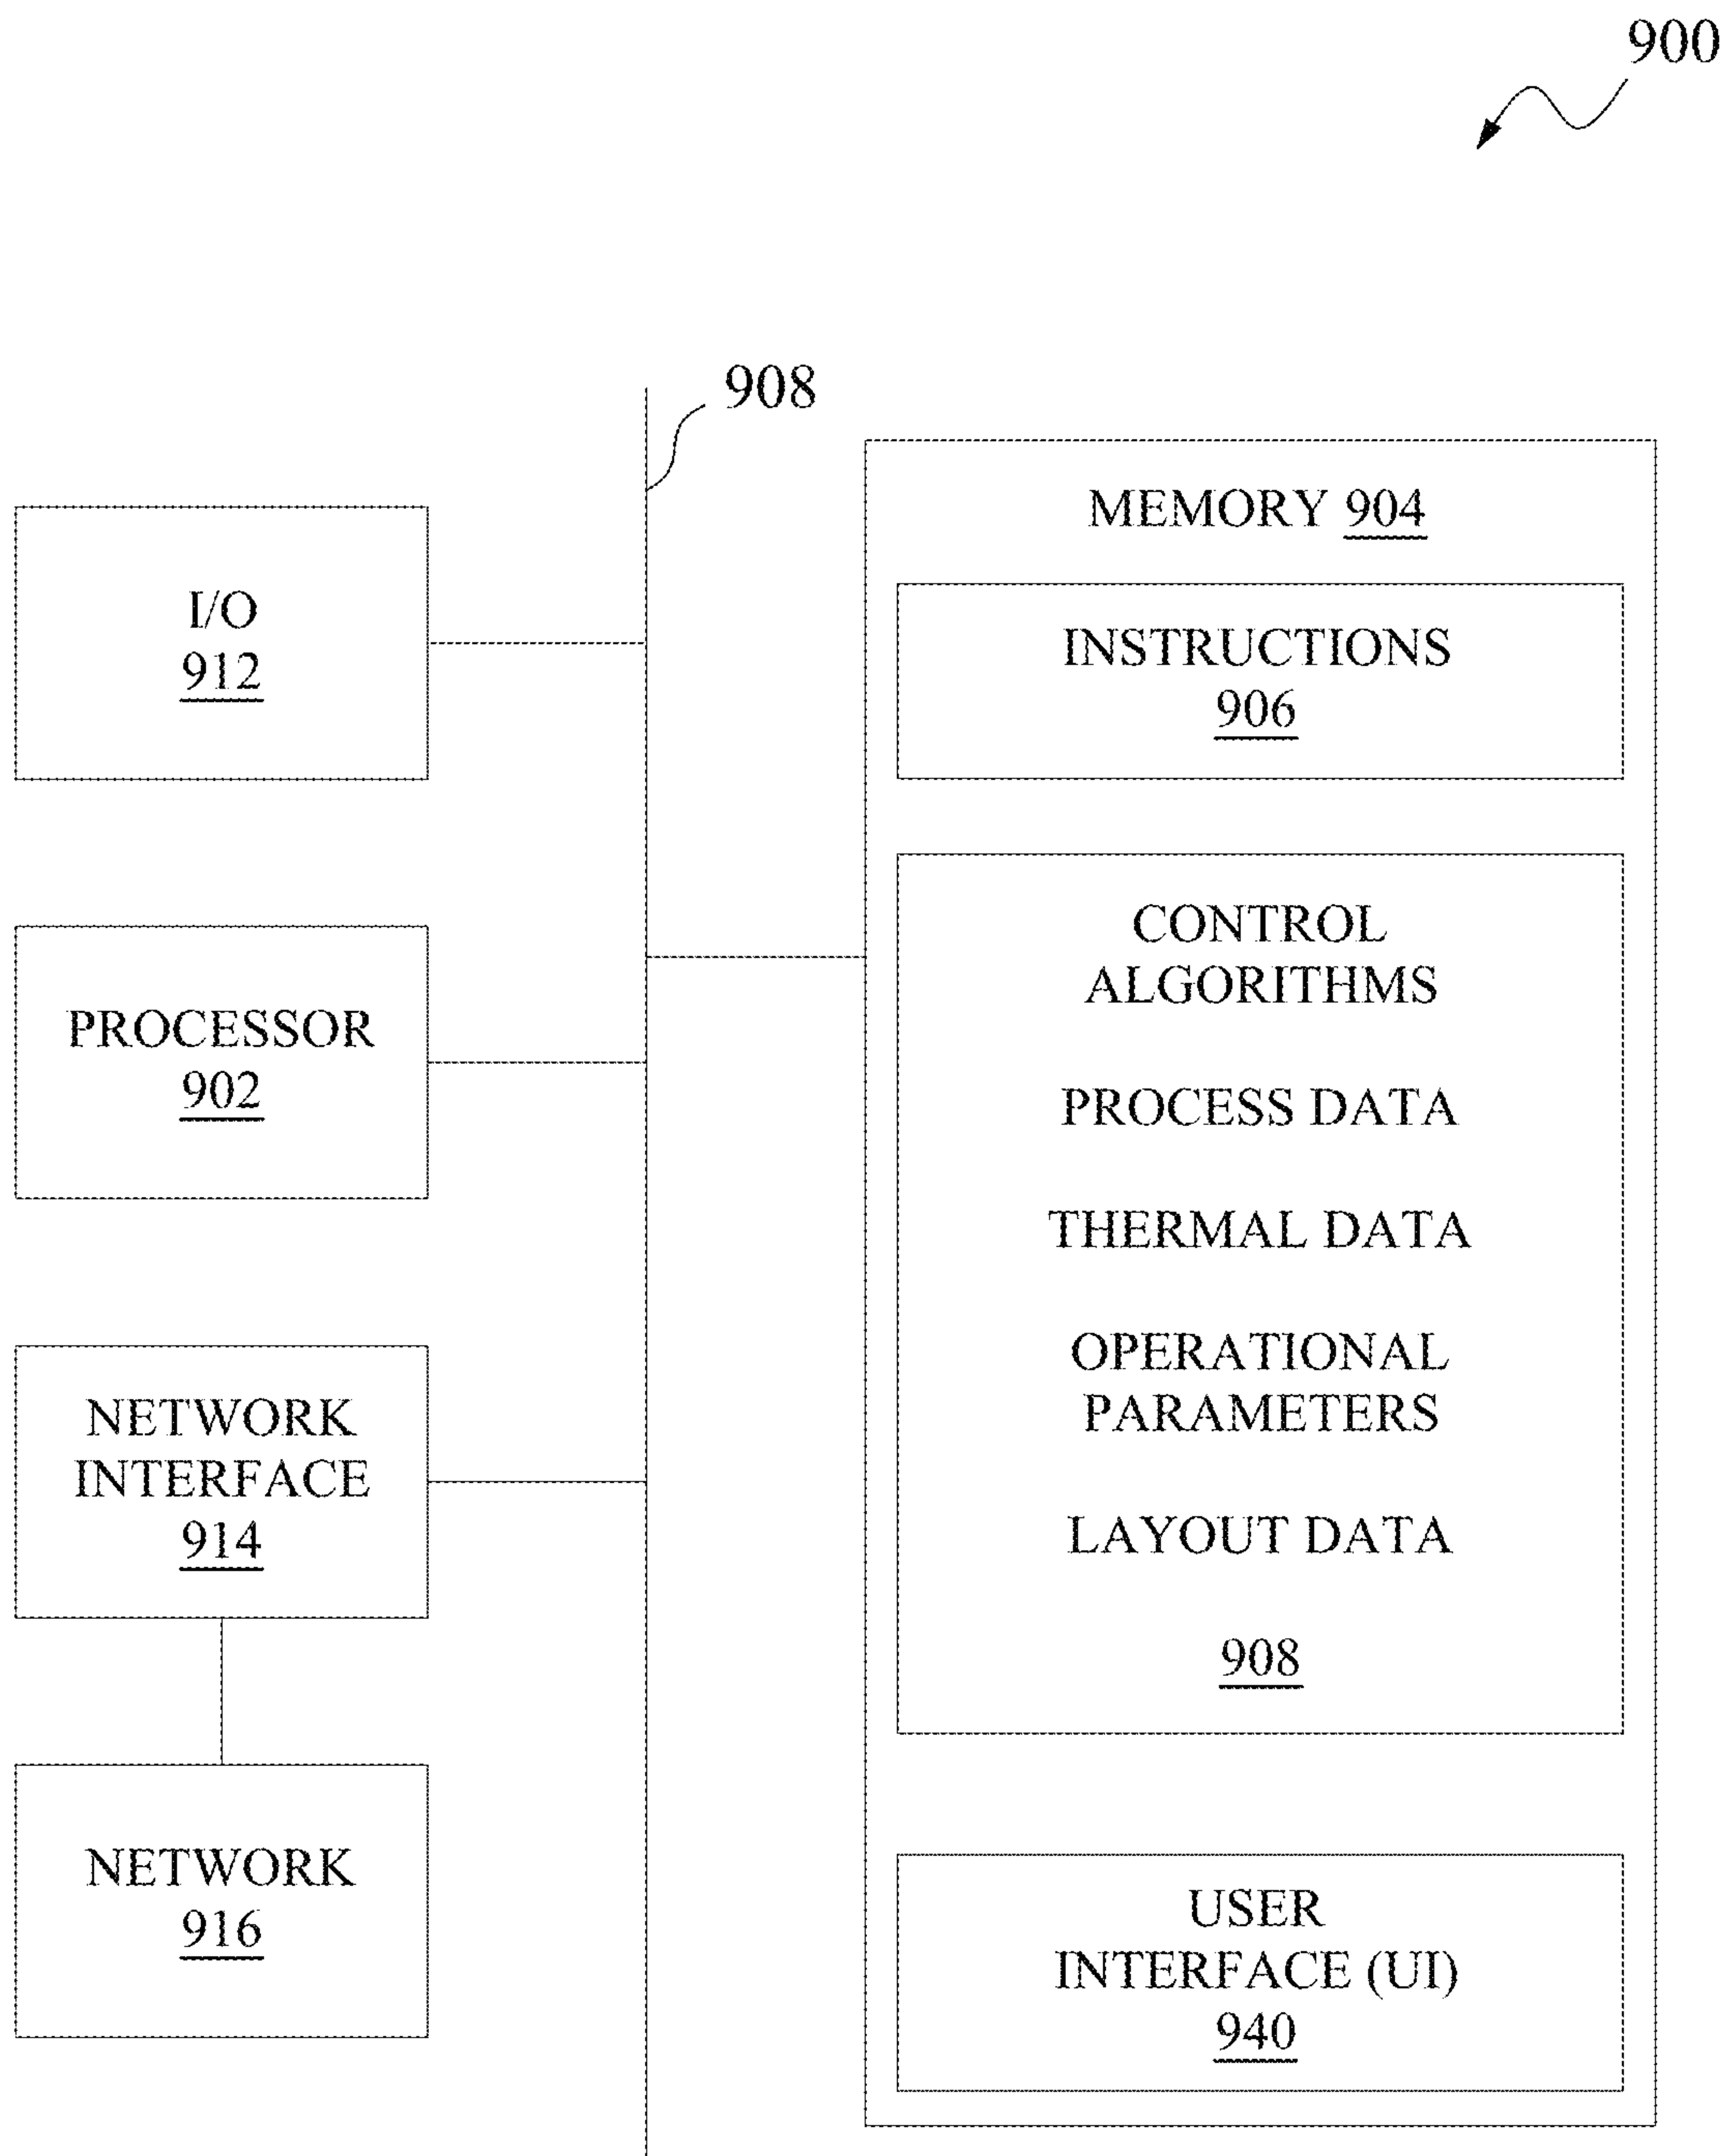 900
908
I/O
912
PROCESSOR
902
NETWORK
INTERFACE
914
NETWORK
916
MEMORY 904
INSTRUCTIONS
906
CONTROL
ALGORITHMS
PROCESS DATA
THERMAL DATA
OPERATIONAL
PARAMETERS
LAYOUT DATA
908
USER
INTERFACE (UI)
940